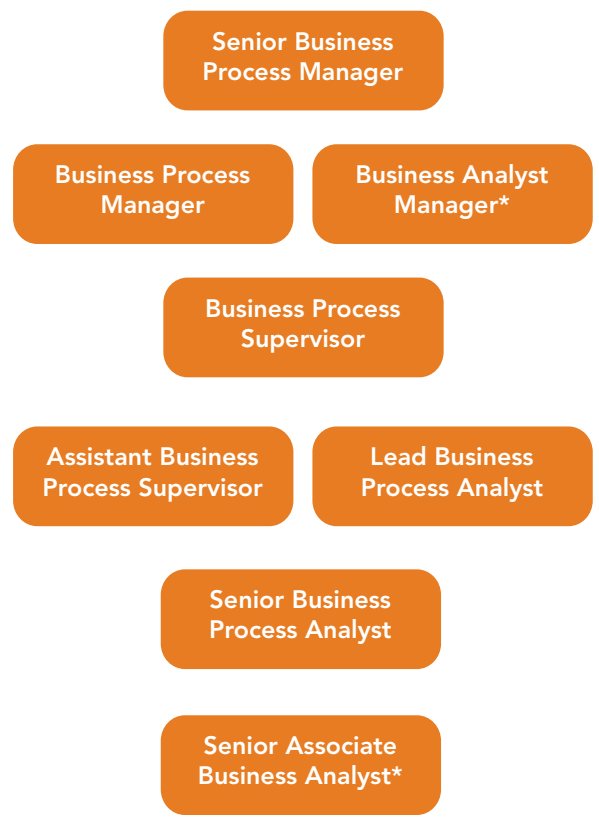 Senior Business
Process Manager
Business Process
Manager
Business Analyst
Manager*
Business Process
Supervisor
Assistant Business
Process Supervisor
Lead Business
Process Analyst
Senior Business
Process Analyst
Senior Associate
Business Analyst*